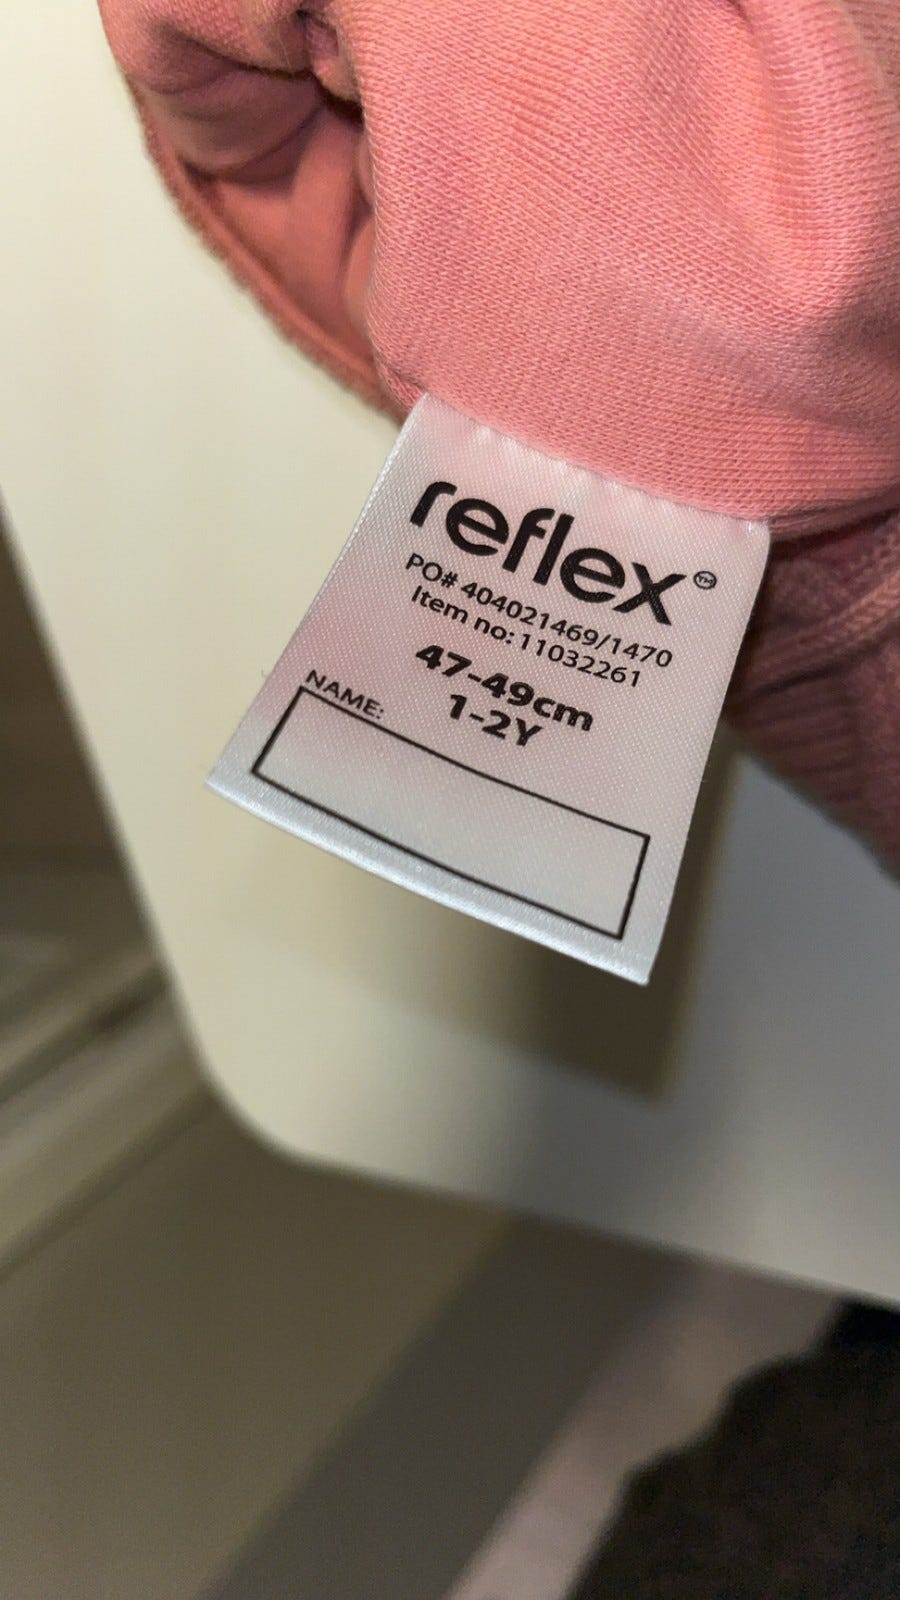 reflex™
PO# 404021469/1470
Item no: 11032261
47-49cm
1-2Y
NAME: